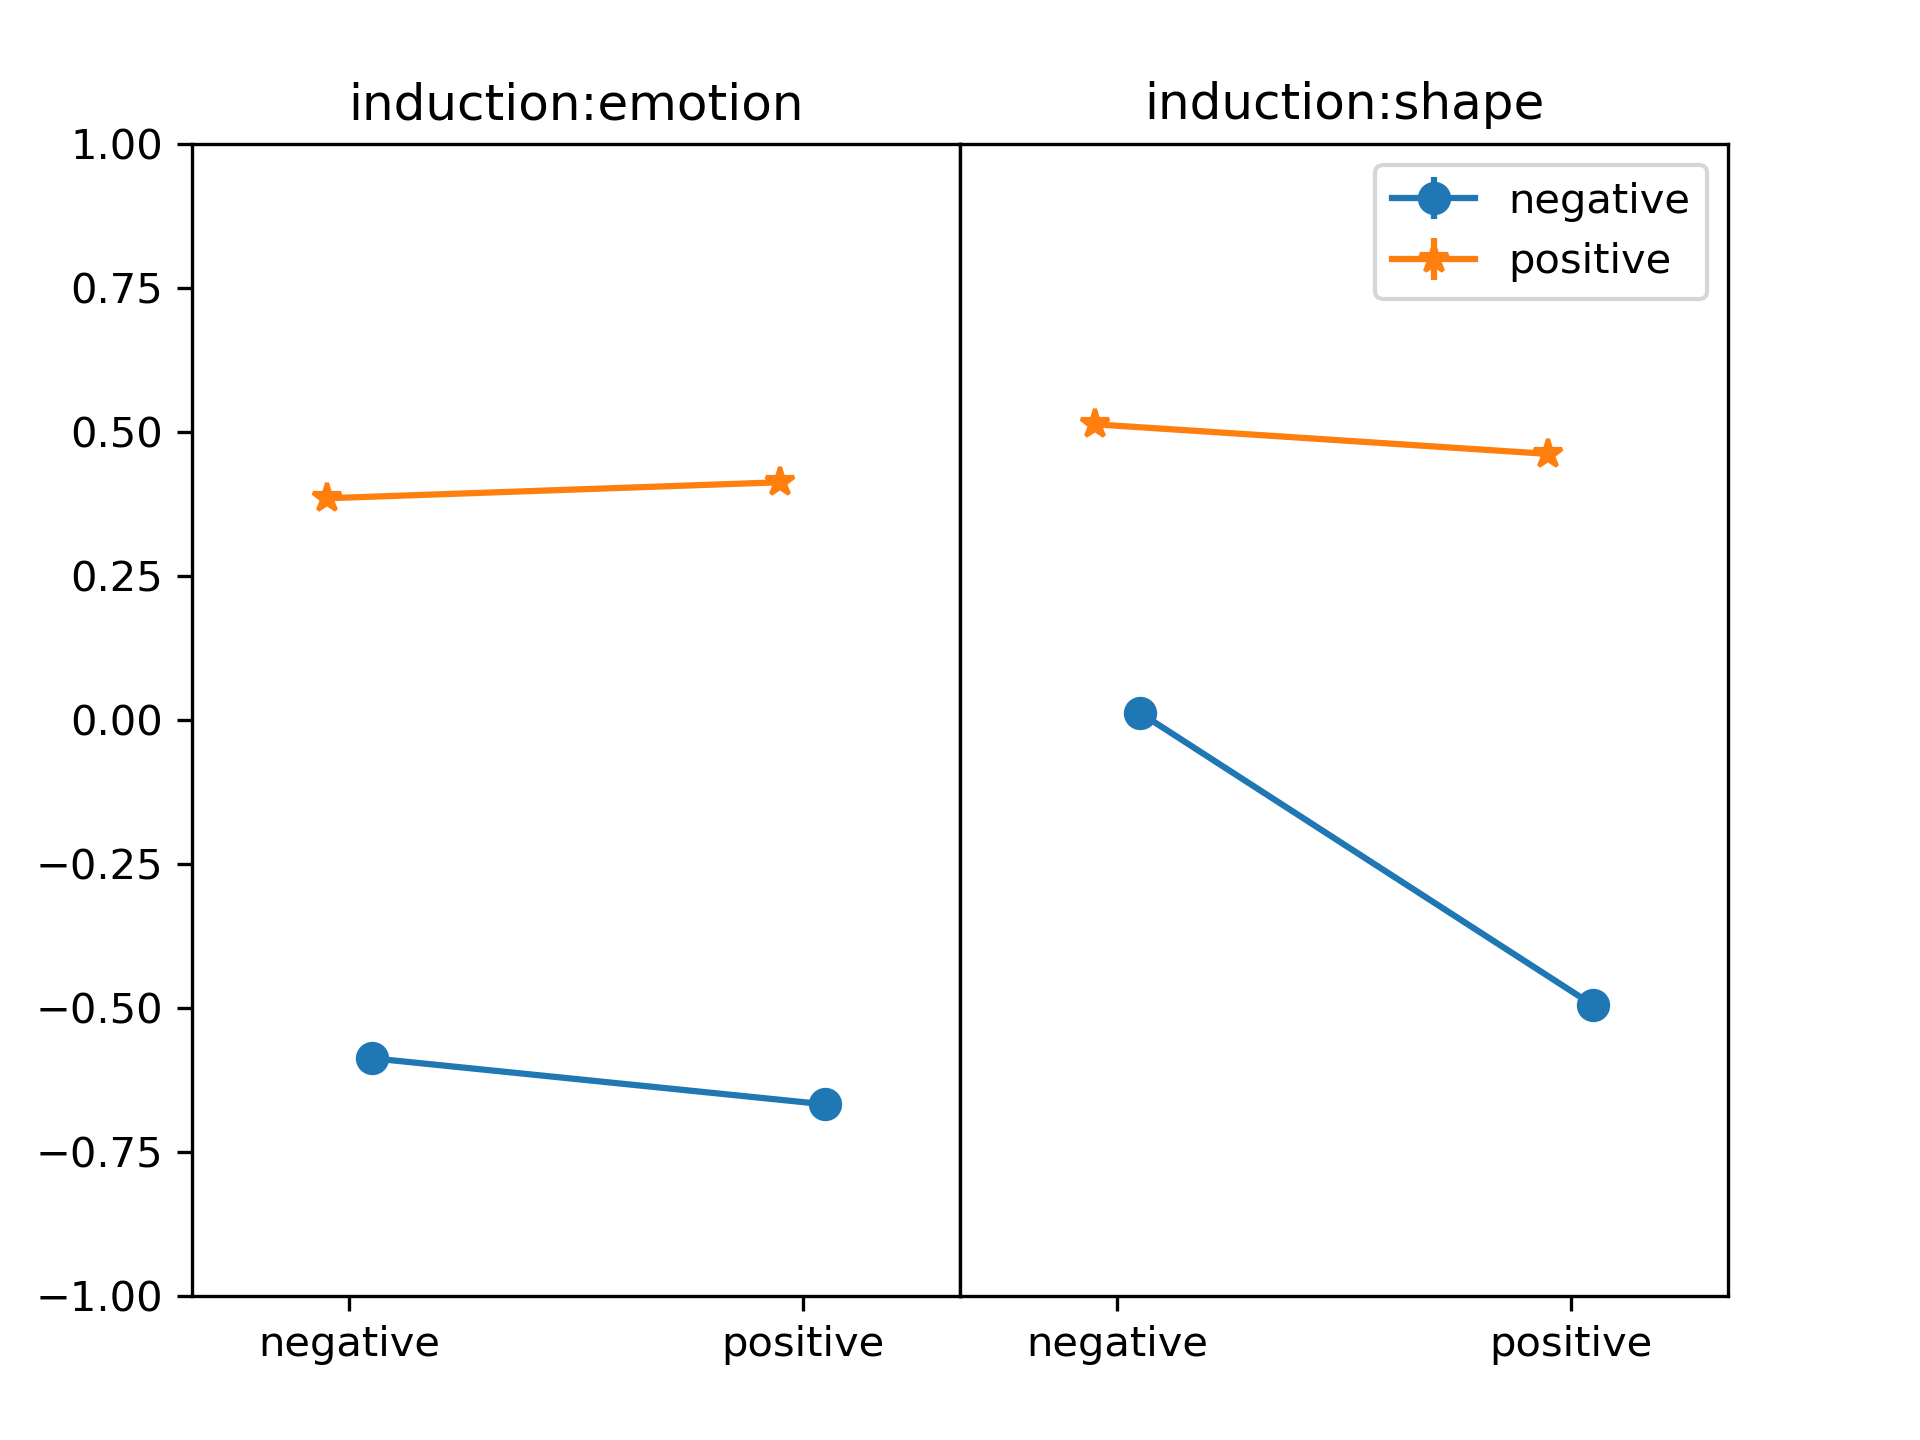 induction:emotion
induction:shape
1.00
0.75
0.50
0.25
0.00
−0.25
−0.50
−0.75
−1.00
negative
positive
negative
positive
negative
positive